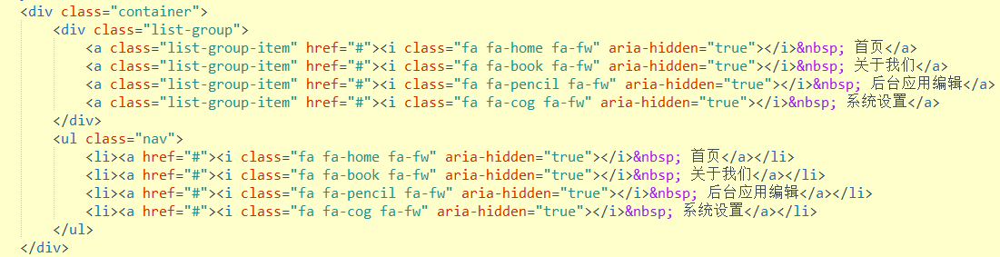 <div class="container">
<div class="list-group">
<a class="list-group-item" href="#"><i class="fa fa-home fa-fw" aria-hidden="true"></i>&nbsp; 首页</a>
<a class="list-group-item" href="#"><i class="fa fa-book fa-fw" aria-hidden="true"></i>&nbsp; 关于我们</a>
<a class="list-group-item" href="#"><i class="fa fa-pencil fa-fw" aria-hidden="true"></i>&nbsp; 后台应用编辑</a>
<a class="list-group-item" href="#"><i class="fa fa-cog fa-fw" aria-hidden="true"></i>&nbsp; 系统设置</a>
</div>
<ul class="nav">
<li><a href="#"><i class="fa fa-home fa-fw" aria-hidden="true"></i>&nbsp; 首页</a></li>
<li><a href="#"><i class="fa fa-book fa-fw" aria-hidden="true"></i>&nbsp; 关于我们</a></li>
<li><a href="#"><i class="fa fa-pencil fa-fw" aria-hidden="true"></i>&nbsp; 后台应用编辑</a></li>
<li><a href="#"><i class="fa fa-cog fa-fw" aria-hidden="true"></i>&nbsp; 系统设置</a></li>
</ul>
</div>